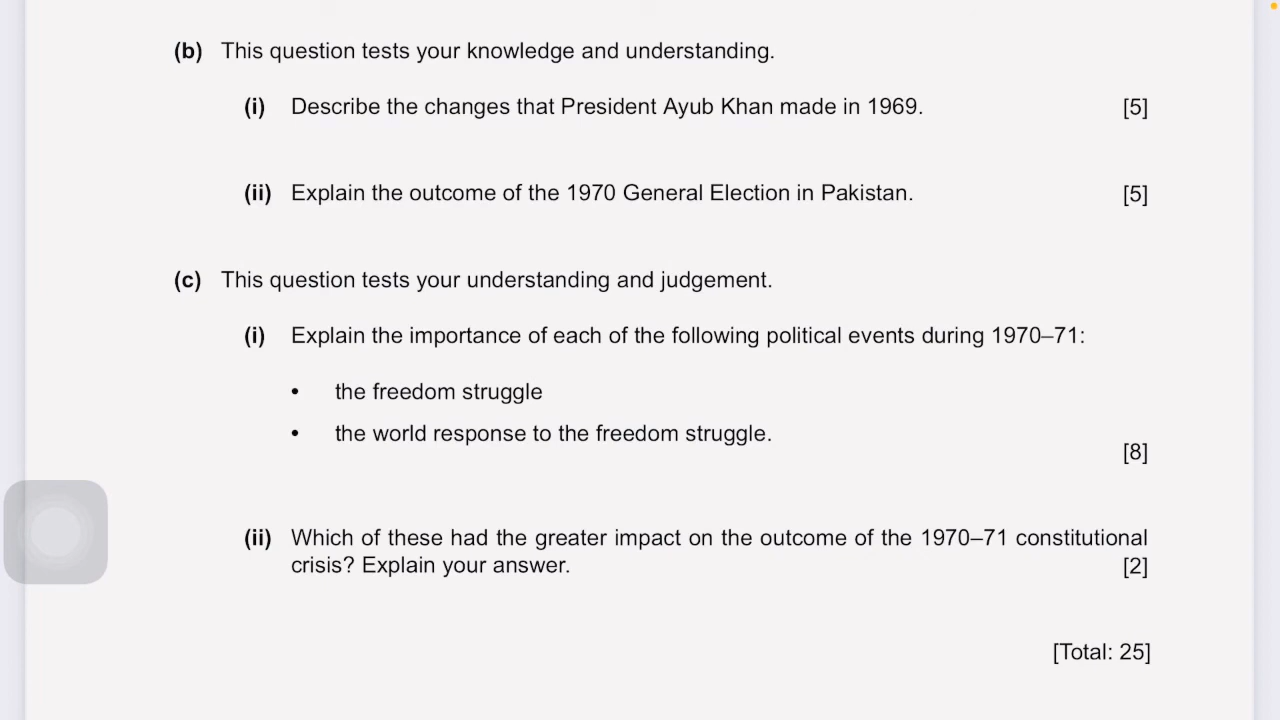 (b) This question tests your knowledge and understanding.
(i) Describe the changes that President Ayub Khan made in 1969. [5]
(ii) Explain the outcome of the 1970 General Election in Pakistan. [5]
(c) This question tests your understanding and judgement.
(i) Explain the importance of each of the following political events during 1970–71:
• the freedom struggle
• the world response to the freedom struggle.
[8]
(ii) Which of these had the greater impact on the outcome of the 1970–71 constitutional
crisis? Explain your answer. [2]
[Total: 25]